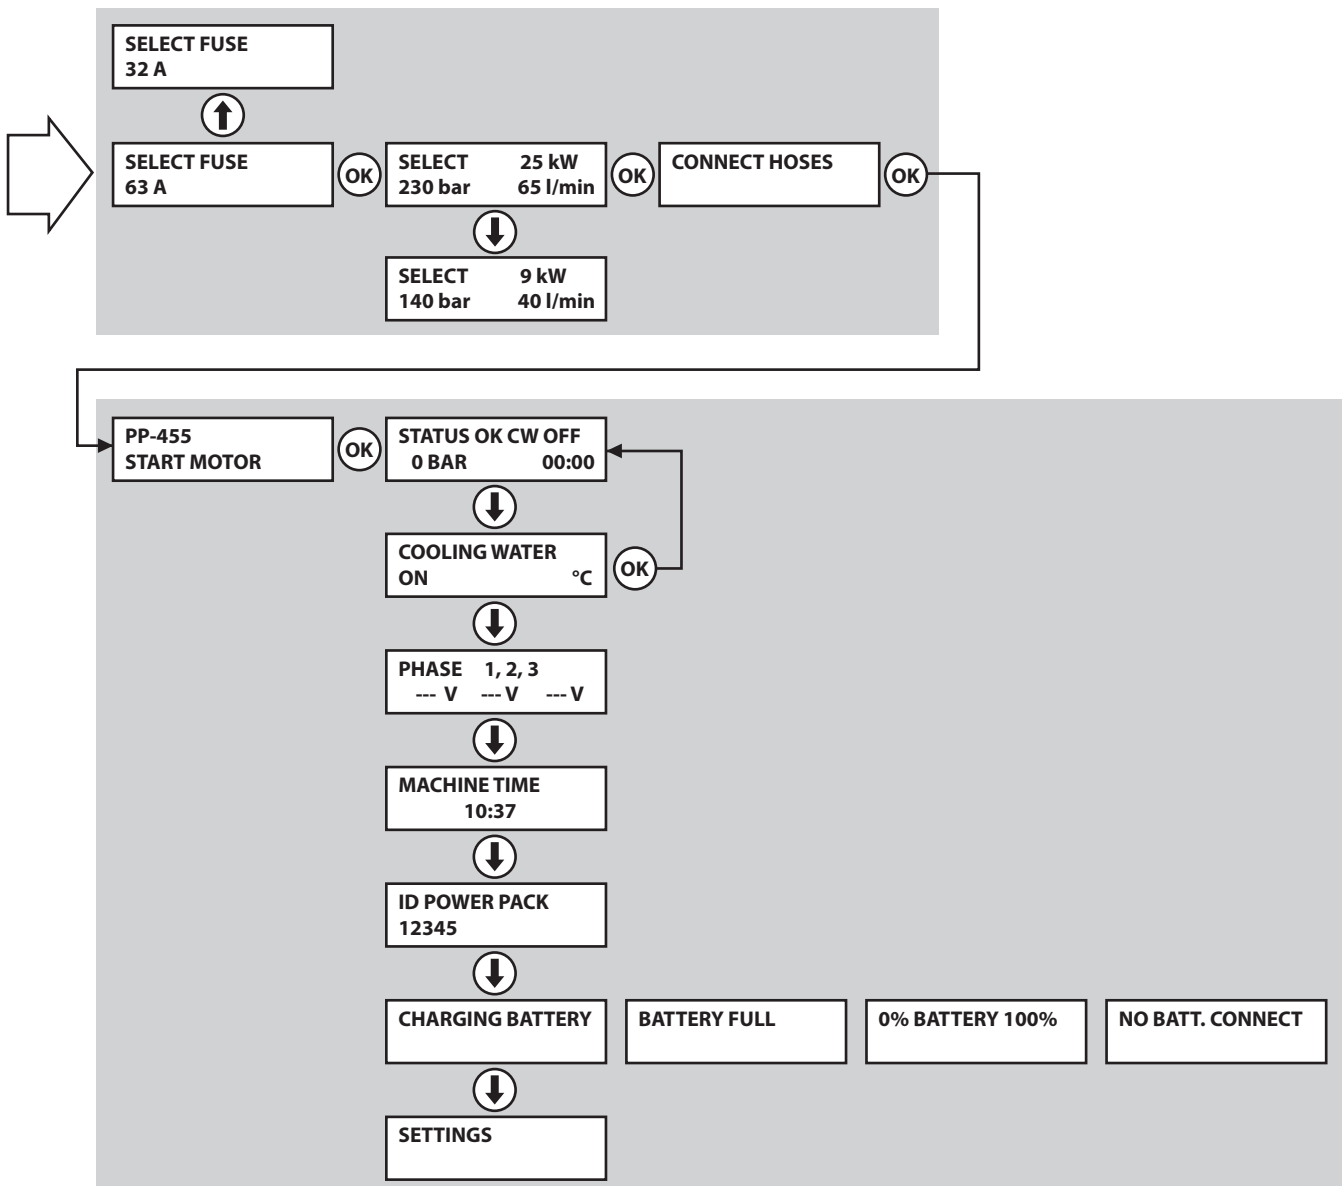 SELECT FUSE
32 A
SELECT FUSE
63 A
OK
SELECT 25 kW
230 bar 65 l/min
OK
CONNECT HOSES
OK
SELECT 9 kW
140 bar 40 l/min
PP-455
START MOTOR
OK
STATUS OK CW OFF
0 BAR 00:00
COOLING WATER
ON °C
OK
PHASE 1, 2, 3
--- V --- V --- V
MACHINE TIME
10:37
ID POWER PACK
12345
CHARGING BATTERY
BATTERY FULL
0% BATTERY 100%
NO BATT. CONNECT
SETTINGS